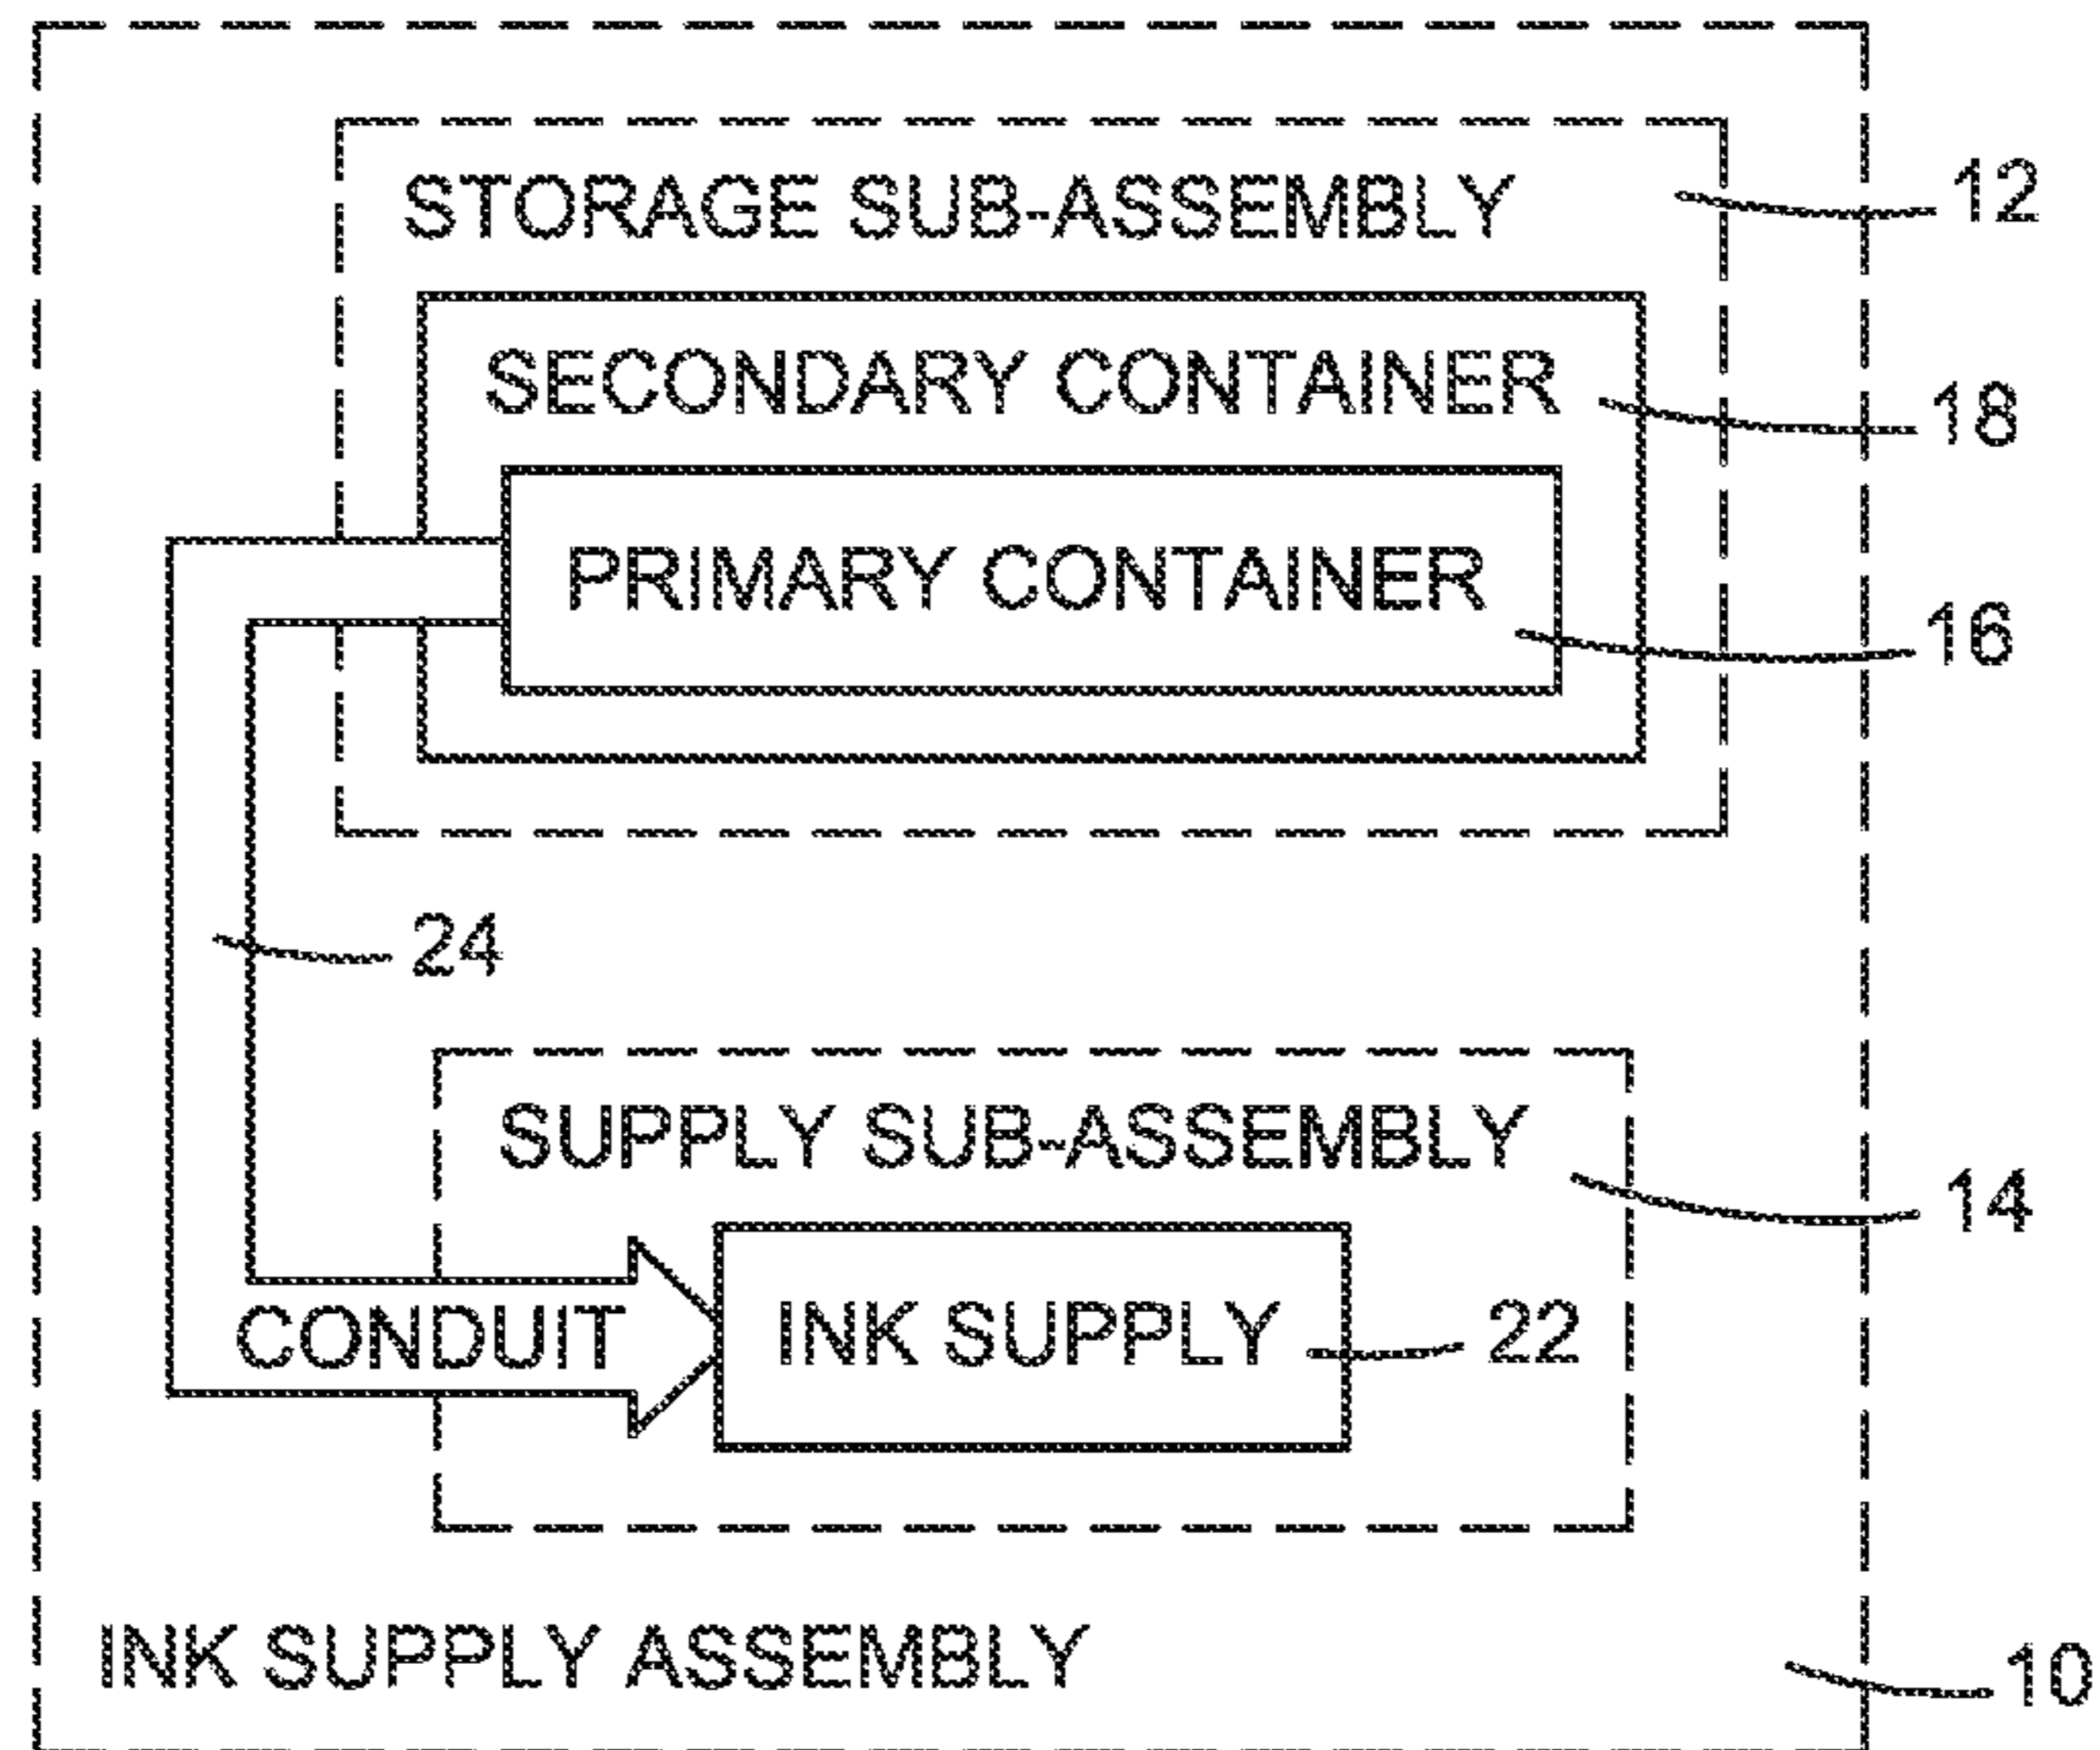 STORAGE SUB-ASSEMBLY
12
SECONDARY CONTAINER
18
PRIMARY CONTAINER
16
24
SUPPLY SUB-ASSEMBLY
14
CONDUIT
INK SUPPLY
22
INK SUPPLY ASSEMBLY
10